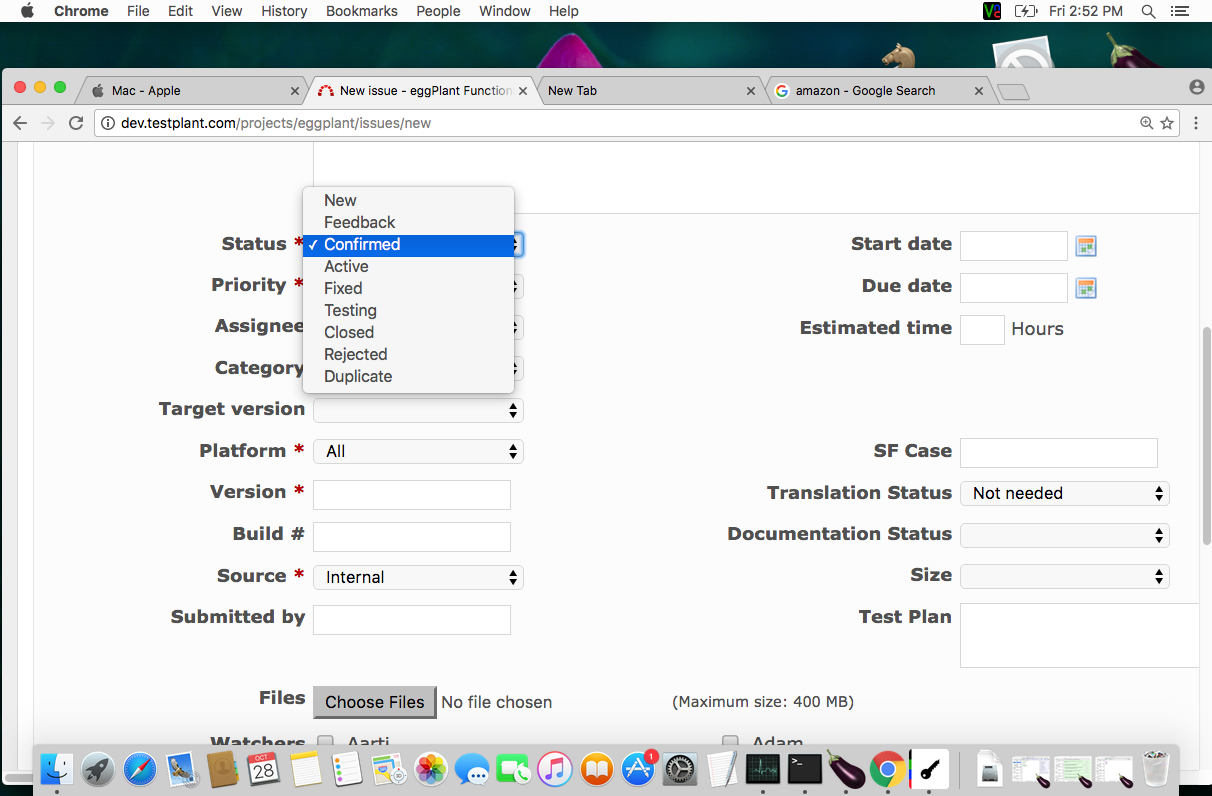 Chrome File Edit View History Bookmarks People Window Help Fri 2:52 PM
Mac - Apple New issue - eggPlant Function New Tab amazon - Google Search
dev.testplant.com/projects/eggplant/issues/new
New
Feedback
Status * ✓ Confirmed Start date
Active
Priority * Fixed Due date
Testing
Assignee Closed Estimated time Hours
Rejected
Category Duplicate
Target version
Platform * All SF Case
Version * Translation Status Not needed
Build # Documentation Status
Source * Internal Size
Submitted by Test Plan
Files Choose Files No file chosen (Maximum size: 400 MB)
Watchers Aarti Adam
OCT
28
1